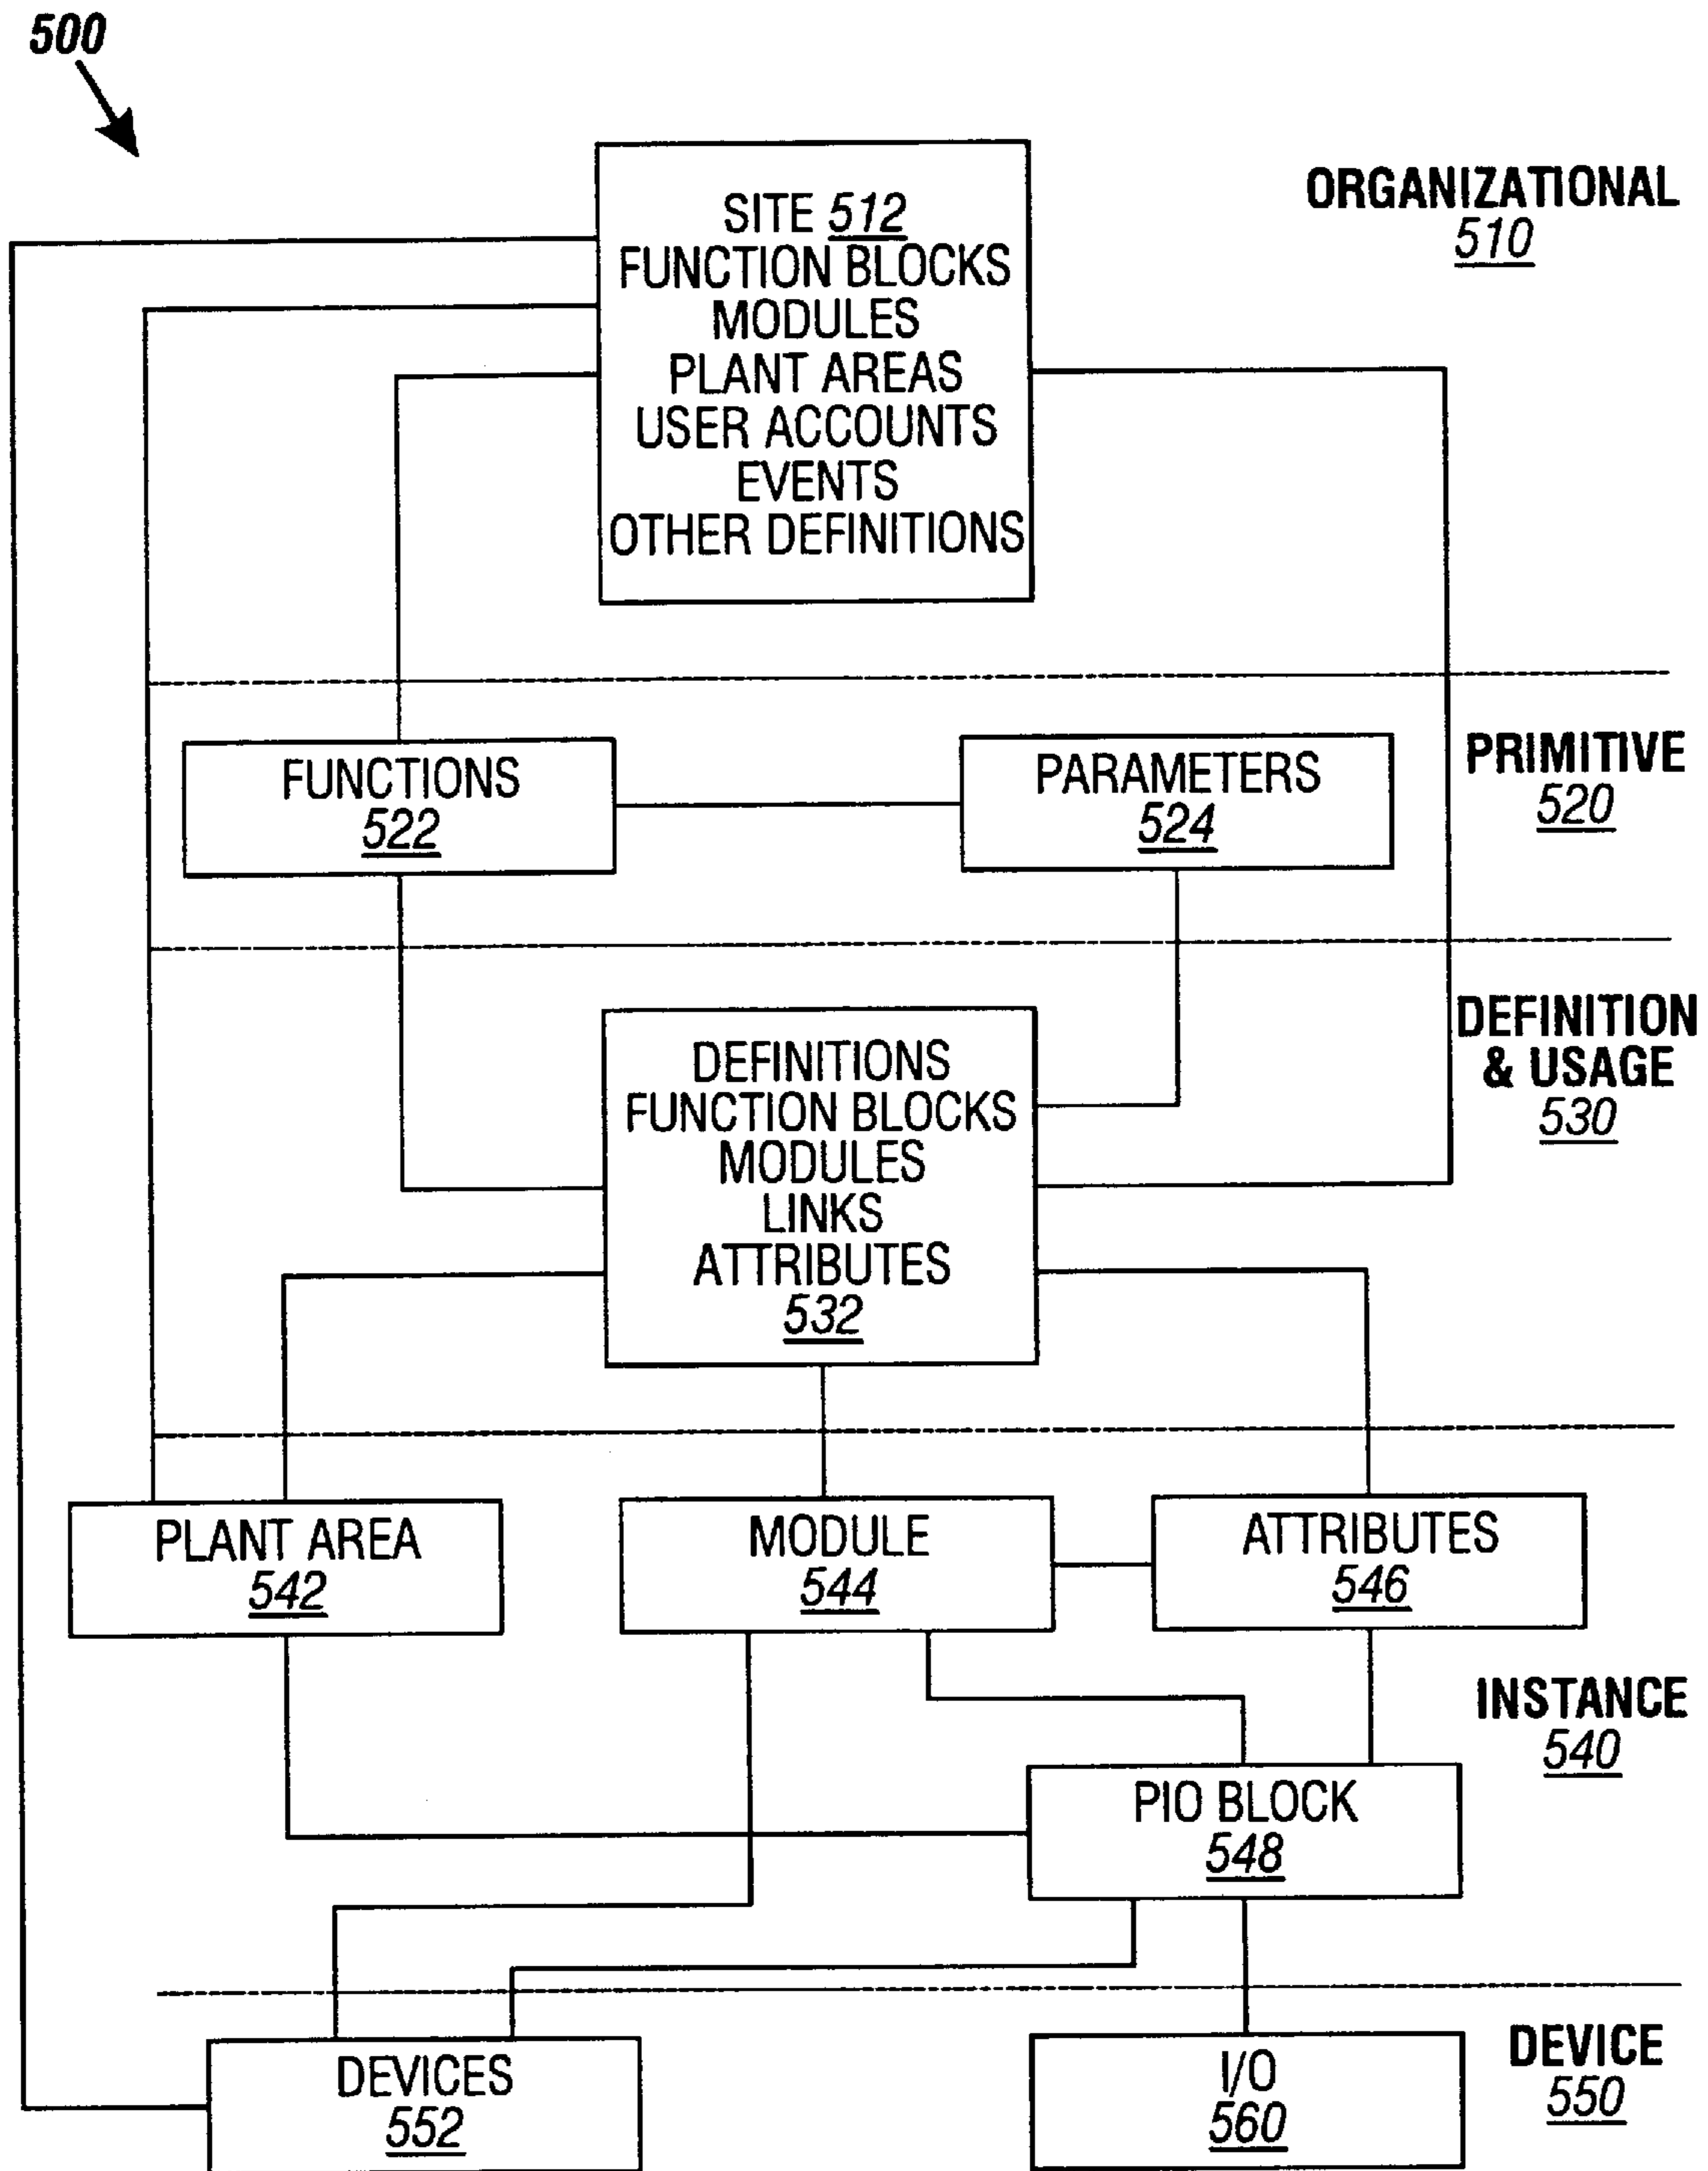 500
ORGANIZATIONAL
510
SITE 512
FUNCTION BLOCKS
MODULES
PLANT AREAS
USER ACCOUNTS
EVENTS
OTHER DEFINITIONS
FUNCTIONS
522
PARAMETERS
524
PRIMITIVE
520
DEFINITIONS
FUNCTION BLOCKS
MODULES
LINKS
ATTRIBUTES
532
DEFINITION
& USAGE
530
PLANT AREA
542
MODULE
544
ATTRIBUTES
546
INSTANCE
540
PIO BLOCK
548
DEVICES
552
I/O
560
DEVICE
550